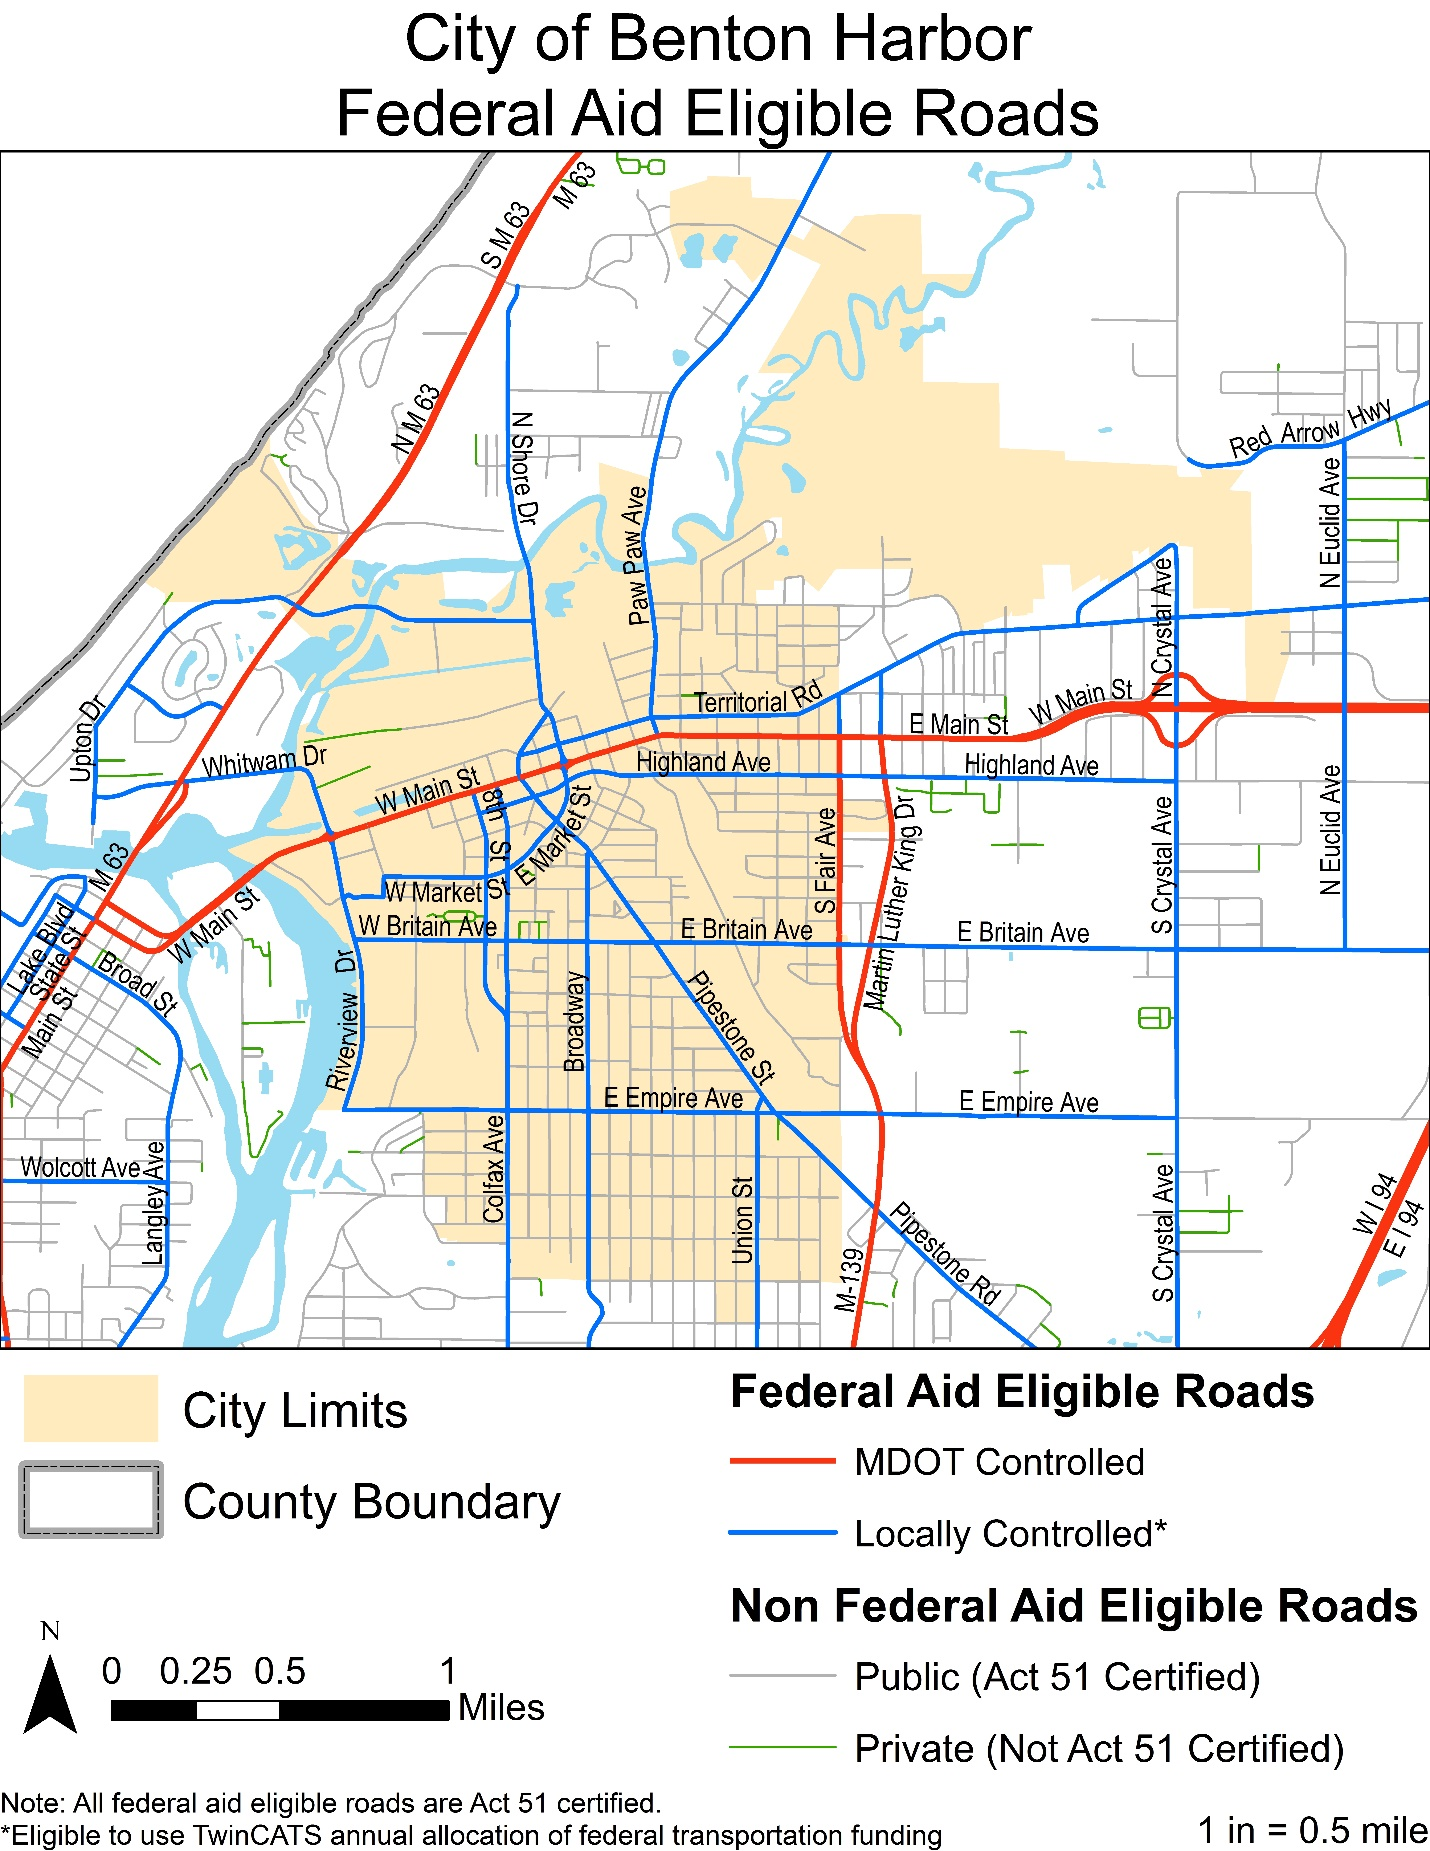 City of Benton Harbor
Federal Aid Eligible Roads
M 63
S M 63
N M 63
N Shore Dr
Paw Paw Ave
Red Arrow Hwy
N Euclid Ave
N Crystal Ave
Upton Dr
Territorial Rd
W Main St
E Main St
Whitwam Dr
Highland Ave
Highland Ave
W Main St
8th St
E Market St
S Fair Ave
Martin Luther King Dr
S Crystal Ave
N Euclid Ave
M 63
W Market St
W Main St
W Britain Ave
E Britain Ave
E Britain Ave
Lake Blvd
State St
Main St
Broad St
Riverview Dr
Broadway
Pipestone St
E Empire Ave
E Empire Ave
Wolcott Ave
Langley Ave
Colfax Ave
Union St
M-139
Pipestone Rd
S Crystal Ave
W I 94
E I 94
City Limits
County Boundary
Federal Aid Eligible Roads
MDOT Controlled
Locally Controlled*
Non Federal Aid Eligible Roads
Public (Act 51 Certified)
Private (Not Act 51 Certified)
N
0 0.25 0.5 1
Miles
Note: All federal aid eligible roads are Act 51 certified.
*Eligible to use TwinCATS annual allocation of federal transportation funding
1 in = 0.5 mile